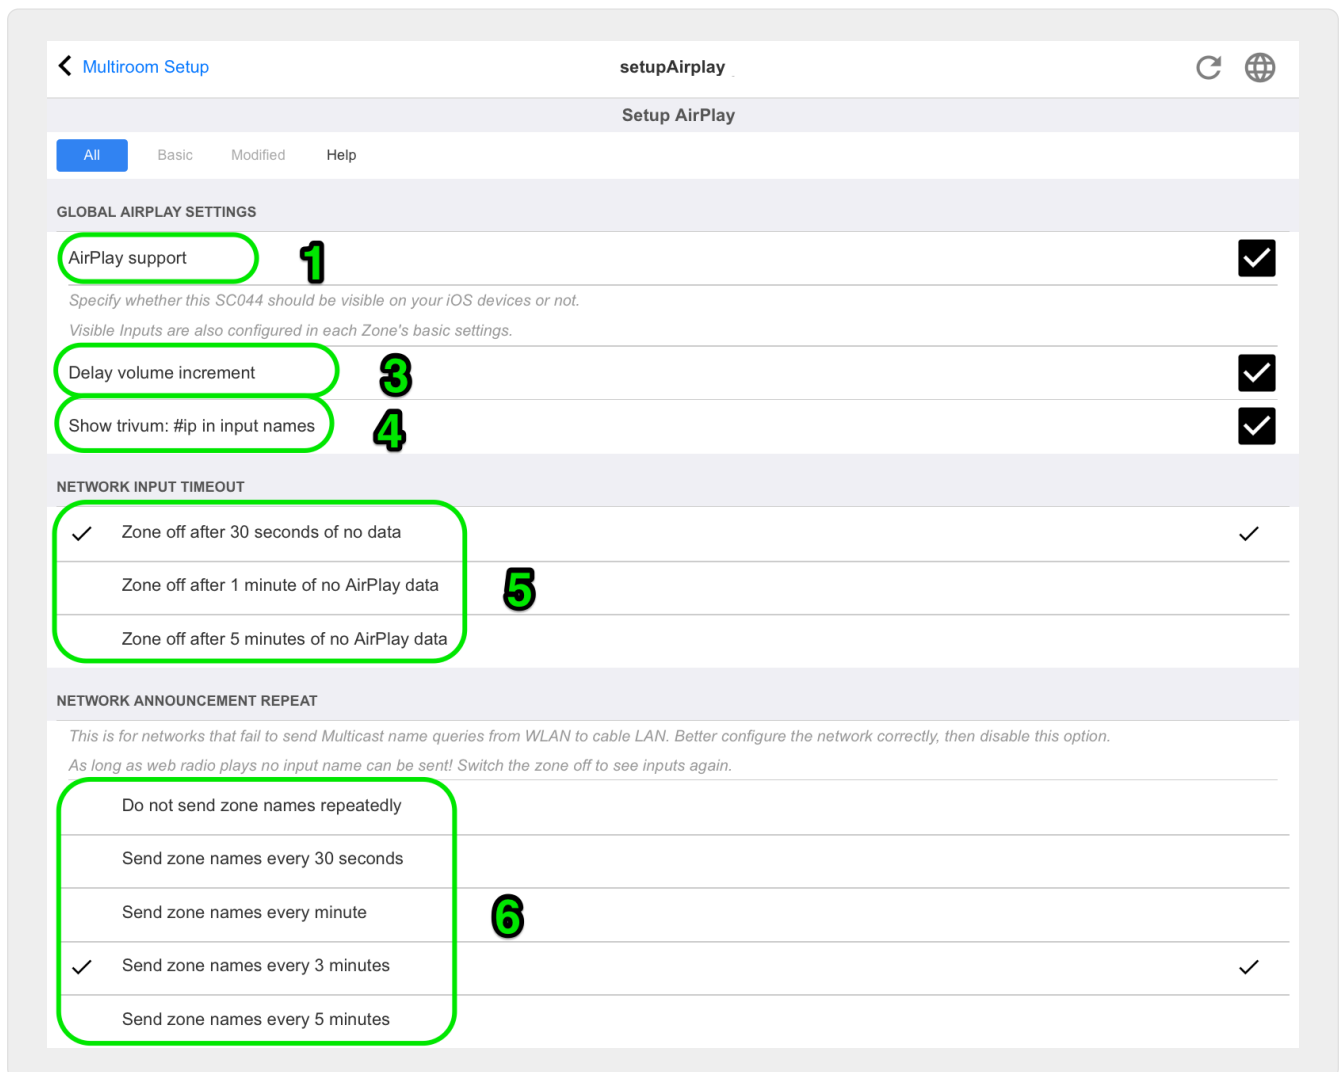 Multiroom Setup
setupAirplay
Setup AirPlay
All Basic Modified Help
GLOBAL AIRPLAY SETTINGS
AirPlay support 1
Specify whether this SC044 should be visible on your iOS devices or not.
Visible Inputs are also configured in each Zone's basic settings.
Delay volume increment 3
Show trivum: #ip in input names 4
NETWORK INPUT TIMEOUT
Zone off after 30 seconds of no data
Zone off after 1 minute of no AirPlay data 5
Zone off after 5 minutes of no AirPlay data
NETWORK ANNOUNCEMENT REPEAT
This is for networks that fail to send Multicast name queries from WLAN to cable LAN. Better configure the network correctly, then disable this option.
As long as web radio plays no input name can be sent! Switch the zone off to see inputs again.
Do not send zone names repeatedly
Send zone names every 30 seconds
Send zone names every minute 6
Send zone names every 3 minutes
Send zone names every 5 minutes